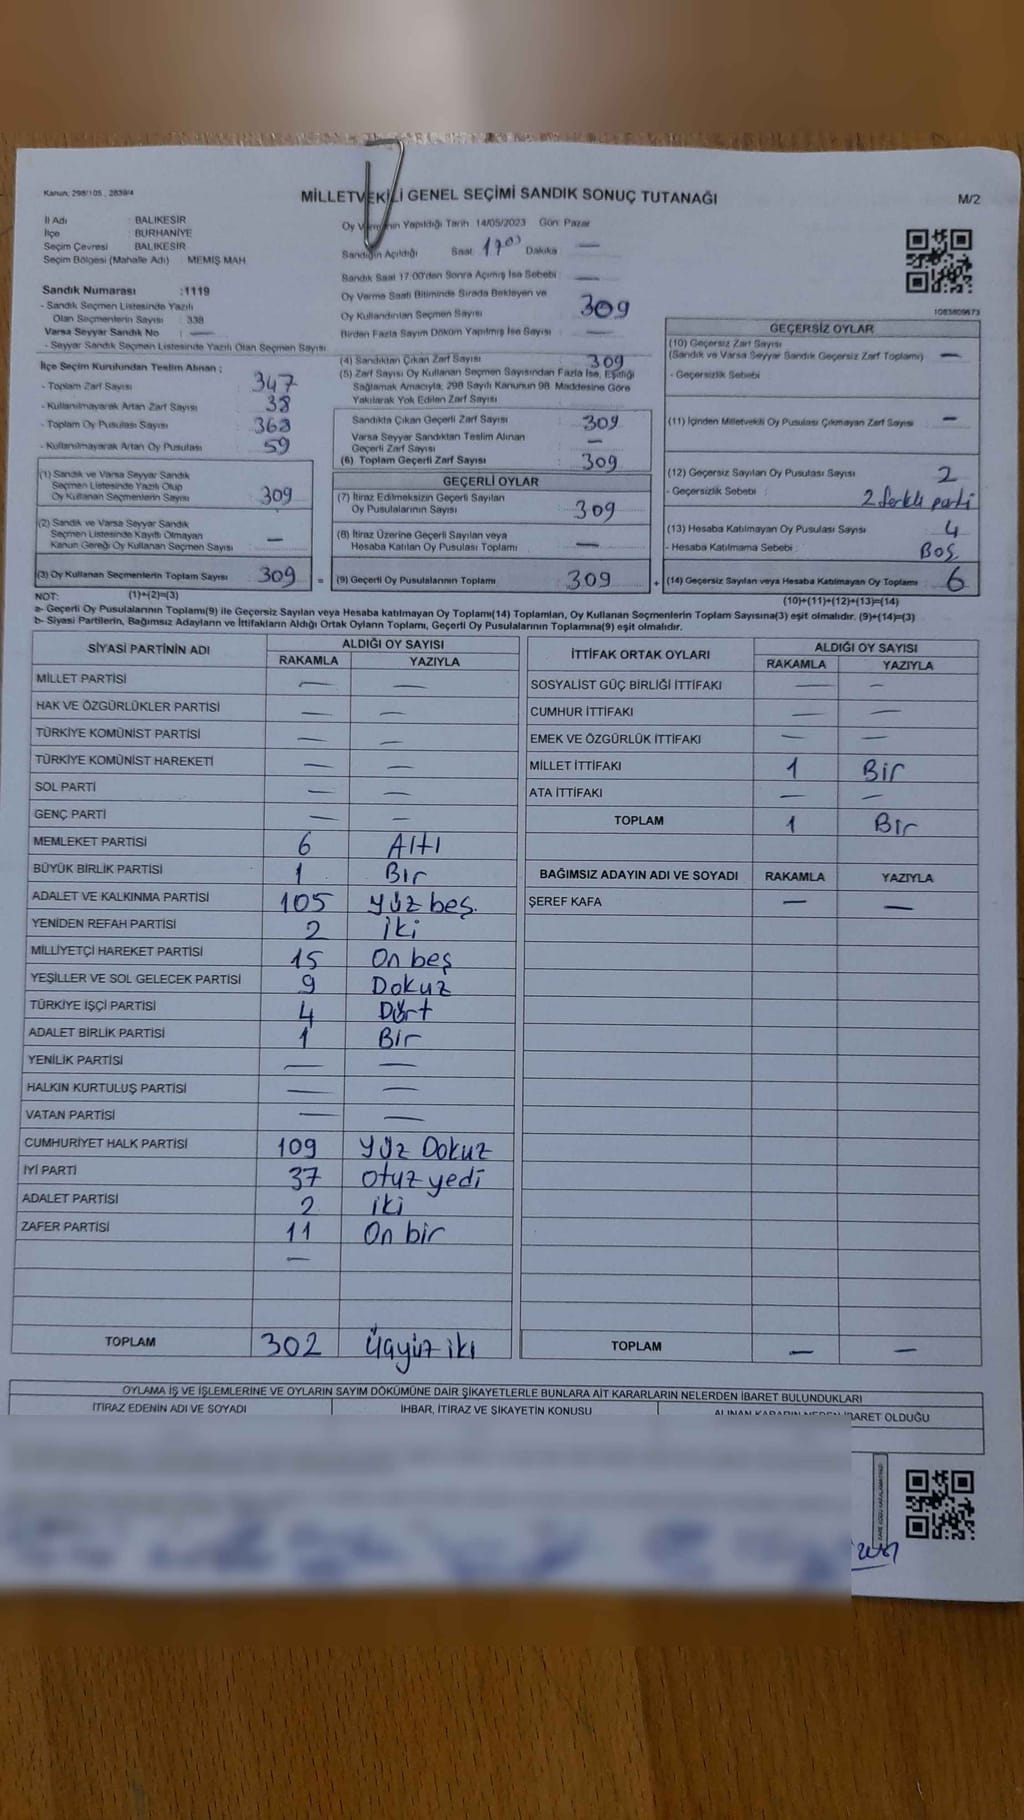 Kanun: 298/105 , 2839/4
MİLLETVEKİLİ GENEL SEÇİMİ SANDIK SONUÇ TUTANAĞI
M/2
İl Adı : BALIKESİR
İlçe : BURHANİYE
Seçim Çevresi : BALIKESİR
Seçim Bölgesi (Mahalle Adı) : MEMİŞ MAH.
Sandık Numarası :1119
- Sandık Seçmen Listesinde Yazılı
Olan Seçmenlerin Sayısı : 338
Varsa Seyyar Sandık No : —
- Seyyar Sandık Seçmen Listesinde Yazılı Olan Seçmen Sayısı
İlçe Seçim Kurulundan Teslim Alınan ;
- Toplam Zarf Sayısı 347
- Kullanılmayarak Artan Zarf Sayısı 38
- Toplam Oy Pusulası Sayısı 368
- Kullanılmayarak Artan Oy Pusulası 59
Oy Vermenin Yapıldığı Tarih 14/05/2023 Gün: Pazar
Sandığın Açıldığı Saat 17 00 Dakika —
Sandık Saat 17:00'den Sonra Açılmış İse Sebebi : —
Oy Verme Saati Bitiminde Sırada Bekleyen ve
Oy Kullandırılan Seçmen Sayısı 309
Birden Fazla Sayım Döküm Yapılmış İse Sayısı —
(4) Sandıktan Çıkan Zarf Sayısı 309
(5) Zarf Sayısı Oy Kullanan Seçmen Sayısından Fazla İse, Eşitliği
Sağlamak Amacıyla, 298 Sayılı Kanunun 98. Maddesine Göre
Yakılarak Yok Edilen Zarf Sayısı
Sandıkta Çıkan Geçerli Zarf Sayısı 309
Varsa Seyyar Sandıktan Teslim Alınan
Geçerli Zarf Sayısı —
(6) Toplam Geçerli Zarf Sayısı 309
(1) Sandık ve Varsa Seyyar Sandık
Seçmen Listesinde Yazılı Olup
Oy Kullanan Seçmenlerin Sayısı 309
(2) Sandık ve Varsa Seyyar Sandık
Seçmen Listesinde Kayıtlı Olmayan
Kanun Gereği Oy Kullanan Seçmen Sayısı —
(3) Oy Kullanan Seçmenlerin Toplam Sayısı 309 =
GEÇERLİ OYLAR
(7) İtiraz Edilmeksizin Geçerli Sayılan
Oy Pusulalarının Sayısı 309
(8) İtiraz Üzerine Geçerli Sayılan veya
Hesaba Katılan Oy Pusulası Toplamı —
(9) Geçerli Oy Pusulalarının Toplamı 309 +
1083809673
GEÇERSİZ OYLAR
(10) Geçersiz Zarf Sayısı
(Sandık ve Varsa Seyyar Sandık Geçersiz Zarf Toplamı) —
- Geçersizlik Sebebi
(11) İçinden Milletvekili Oy Pusulası Çıkmayan Zarf Sayısı —
(12) Geçersiz Sayılan Oy Pusulası Sayısı 2
- Geçersizlik Sebebi : 2 farklı parti
(13) Hesaba Katılmayan Oy Pusulası Sayısı 4
- Hesaba Katılmama Sebebi : Boş
(14) Geçersiz Sayılan veya Hesaba Katılmayan Oy Toplamı 6
NOT: (1)+(2)=(3) (10)+(11)+(12)+(13)=(14)
a- Geçerli Oy Pusulalarının Toplamı(9) ile Geçersiz Sayılan veya Hesaba katılmayan Oy Toplamı(14) Toplamları, Oy Kullanan Seçmenlerin Toplam Sayısına(3) eşit olmalıdır. (9)+(14)=(3)
b- Siyasi Partilerin, Bağımsız Adayların ve İttifakların Aldığı Ortak Oyların Toplamı, Geçerli Oy Pusulalarının Toplamına(9) eşit olmalıdır.
SİYASİ PARTİNİN ADI ALDIĞI OY SAYISI
RAKAMLA YAZIYLA
MİLLET PARTİSİ — —
HAK VE ÖZGÜRLÜKLER PARTİSİ — —
TÜRKİYE KOMÜNİST PARTİSİ — —
TÜRKİYE KOMÜNİST HAREKETİ — —
SOL PARTİ — —
GENÇ PARTİ — —
MEMLEKET PARTİSİ 6 Altı
BÜYÜK BİRLİK PARTİSİ 1 Bir
ADALET VE KALKINMA PARTİSİ 105 Yüz beş.
YENİDEN REFAH PARTİSİ 2 İki
MİLLİYETÇİ HAREKET PARTİSİ 15 On beş
YEŞİLLER VE SOL GELECEK PARTİSİ 9 Dokuz
TÜRKİYE İŞÇİ PARTİSİ 4 Dört
ADALET BİRLİK PARTİSİ 1 Bir
YENİLİK PARTİSİ — —
HALKIN KURTULUŞ PARTİSİ — —
VATAN PARTİSİ — —
CUMHURİYET HALK PARTİSİ 109 Yüz Dokuz
İYİ PARTİ 37 Otuz yedi
ADALET PARTİSİ 2 İki
ZAFER PARTİSİ 11 On bir
—
TOPLAM 302 Üçyüz iki
İTTİFAK ORTAK OYLARI ALDIĞI OY SAYISI
RAKAMLA YAZIYLA
SOSYALİST GÜÇ BİRLİĞİ İTTİFAKI — —
CUMHUR İTTİFAKI — —
EMEK VE ÖZGÜRLÜK İTTİFAKI — —
MİLLET İTTİFAKI 1 Bir
ATA İTTİFAKI — —
TOPLAM 1 Bir
BAĞIMSIZ ADAYIN ADI VE SOYADI RAKAMLA YAZIYLA
ŞEREF KAFA — —
TOPLAM — —
OYLAMA İŞ VE İŞLEMLERİNE VE OYLARIN SAYIM DÖKÜMÜNE DAİR ŞİKAYETLERLE BUNLARA AİT KARARLARIN NELERDEN İBARET BULUNDUKLARI
İTİRAZ EDENİN ADI VE SOYADI İHBAR, İTİRAZ VE ŞİKAYETİN KONUSU ALINAN KARARIN NEDEN İBARET OLDUĞU